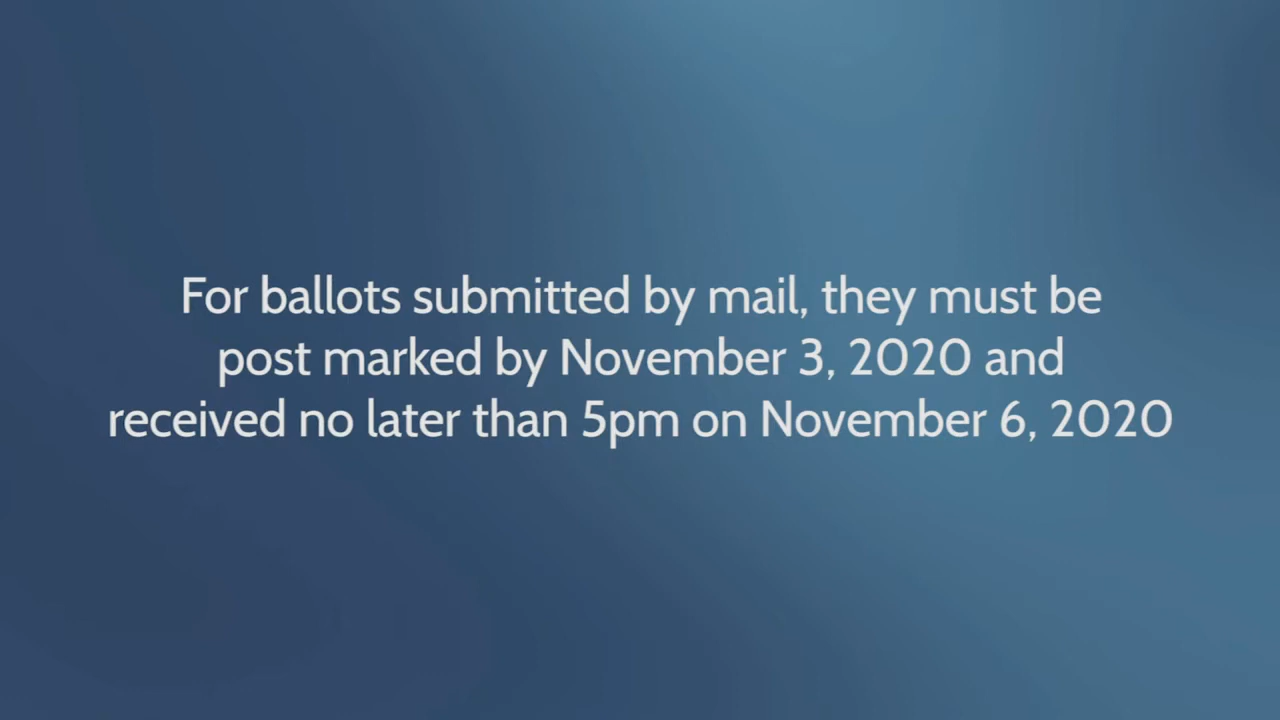 For ballots submitted by mail, they must be
post marked by November 3, 2020 and
received no later than 5pm on November 6, 2020